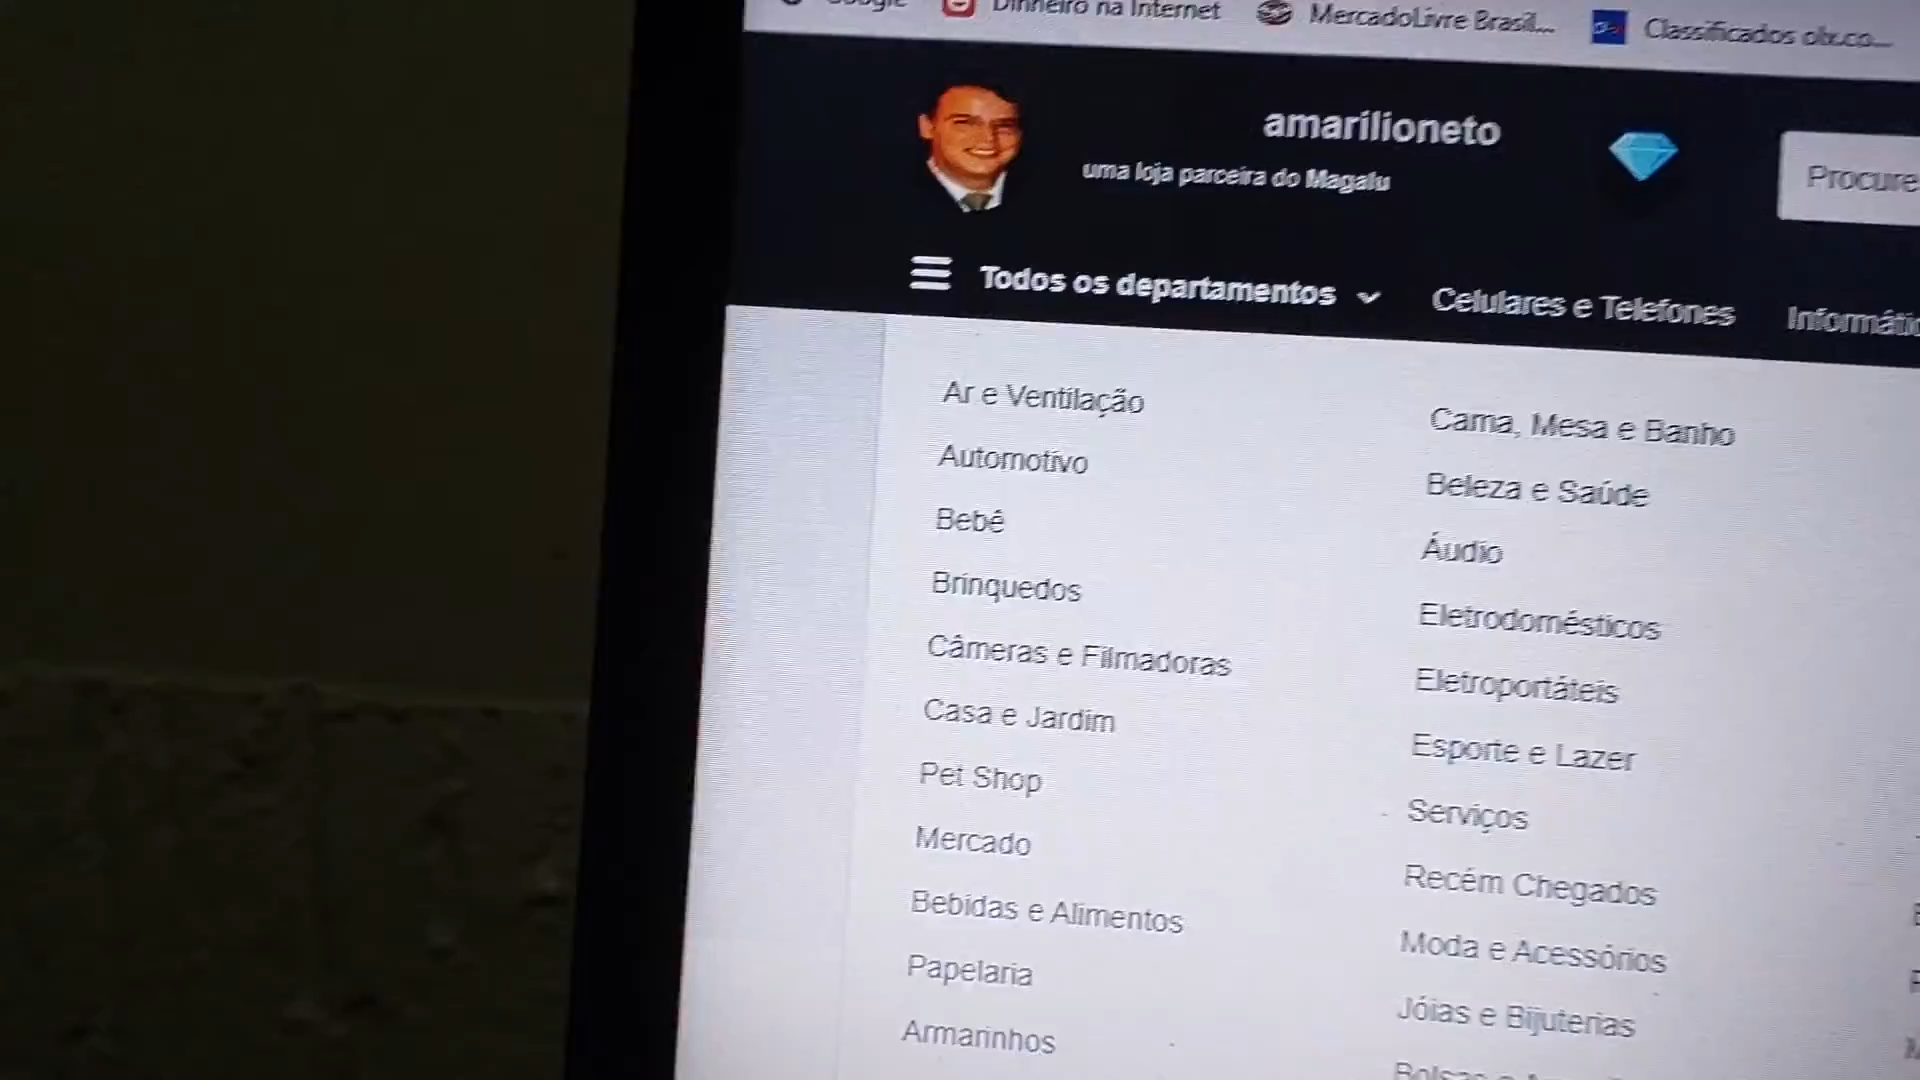 Google
Dinheiro na Internet
MercadoLivre Brasil...
Classificados olx.co...
amarilioneto
uma loja parceira do Magalu
Procure
Todos os departamentos
Celulares e Telefones
Ar e Ventilação
Automotivo
Bebê
Brinquedos
Câmeras e Filmadoras
Casa e Jardim
Pet Shop
Mercado
Bebidas e Alimentos
Papelaria
Armarinhos
Cama, Mesa e Banho
Beleza e Saúde
Áudio
Eletrodomésticos
Eletroportáteis
Esporte e Lazer
Serviços
Recém Chegados
Moda e Acessórios
Jóias e Bijuterias